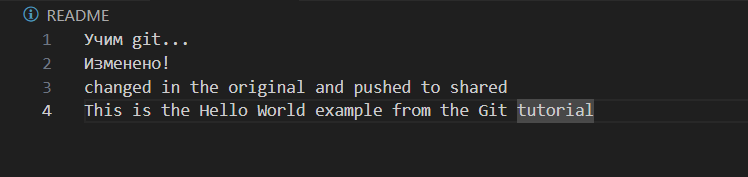 README
1 Учим git...
2 Изменено!
3 changed in the original and pushed to shared
4 This is the Hello World example from the Git tutorial